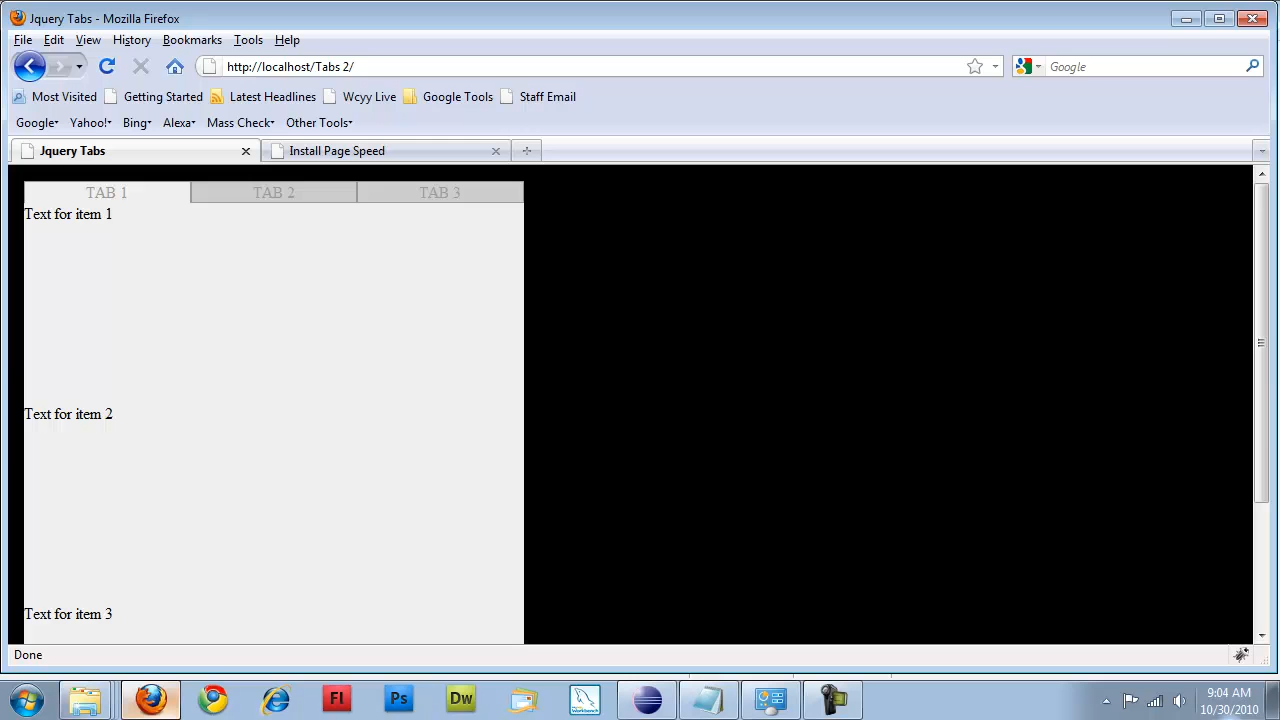 Jquery Tabs - Mozilla Firefox
File Edit View History Bookmarks Tools Help
http://localhost/Tabs 2/
Google
Most Visited Getting Started Latest Headlines Wcyy Live Google Tools Staff Email
Google Yahoo! Bing Alexa Mass Check Other Tools
Jquery Tabs Install Page Speed
TAB 1 TAB 2 TAB 3
Text for item 1
Text for item 2
Text for item 3
Done
Fl Ps Dw Workbench
9:04 AM
10/30/2010